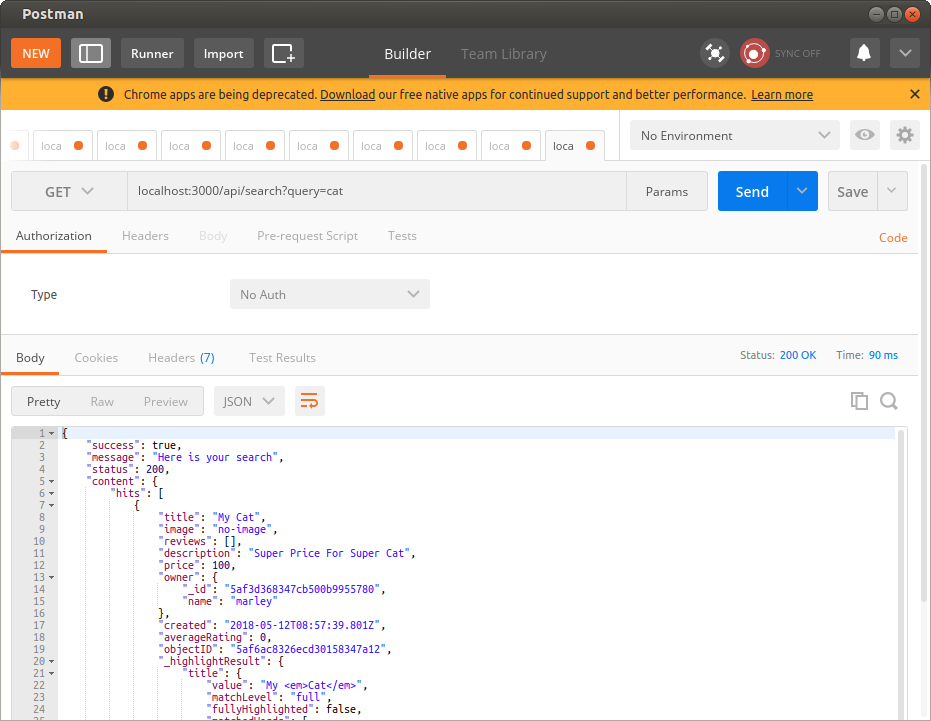 Postman
NEW Runner Import Builder Team Library SYNC OFF
! Chrome apps are being deprecated. Download our free native apps for continued support and better performance. Learn more
loca loca loca loca loca loca loca loca loca No Environment
GET localhost:3000/api/search?query=cat Params Send Save
Authorization Headers Body Pre-request Script Tests Code
Type No Auth
Body Cookies Headers (7) Test Results Status: 200 OK Time: 90 ms
Pretty Raw Preview JSON
1 {
2 "success": true,
3 "message": "Here is your search",
4 "status": 200,
5 "content": {
6 "hits": [
7 {
8 "title": "My Cat",
9 "image": "no-image",
10 "reviews": [],
11 "description": "Super Price For Super Cat",
12 "price": 100,
13 "owner": {
14 "_id": "5af3d368347cb500b9955780",
15 "name": "marley"
16 },
17 "created": "2018-05-12T08:57:39.801Z",
18 "averageRating": 0,
19 "objectID": "5af6ac8326ecd30158347a12",
20 "_highlightResult": {
21 "title": {
22 "value": "My <em>Cat</em>",
23 "matchLevel": "full",
24 "fullyHighlighted": false,